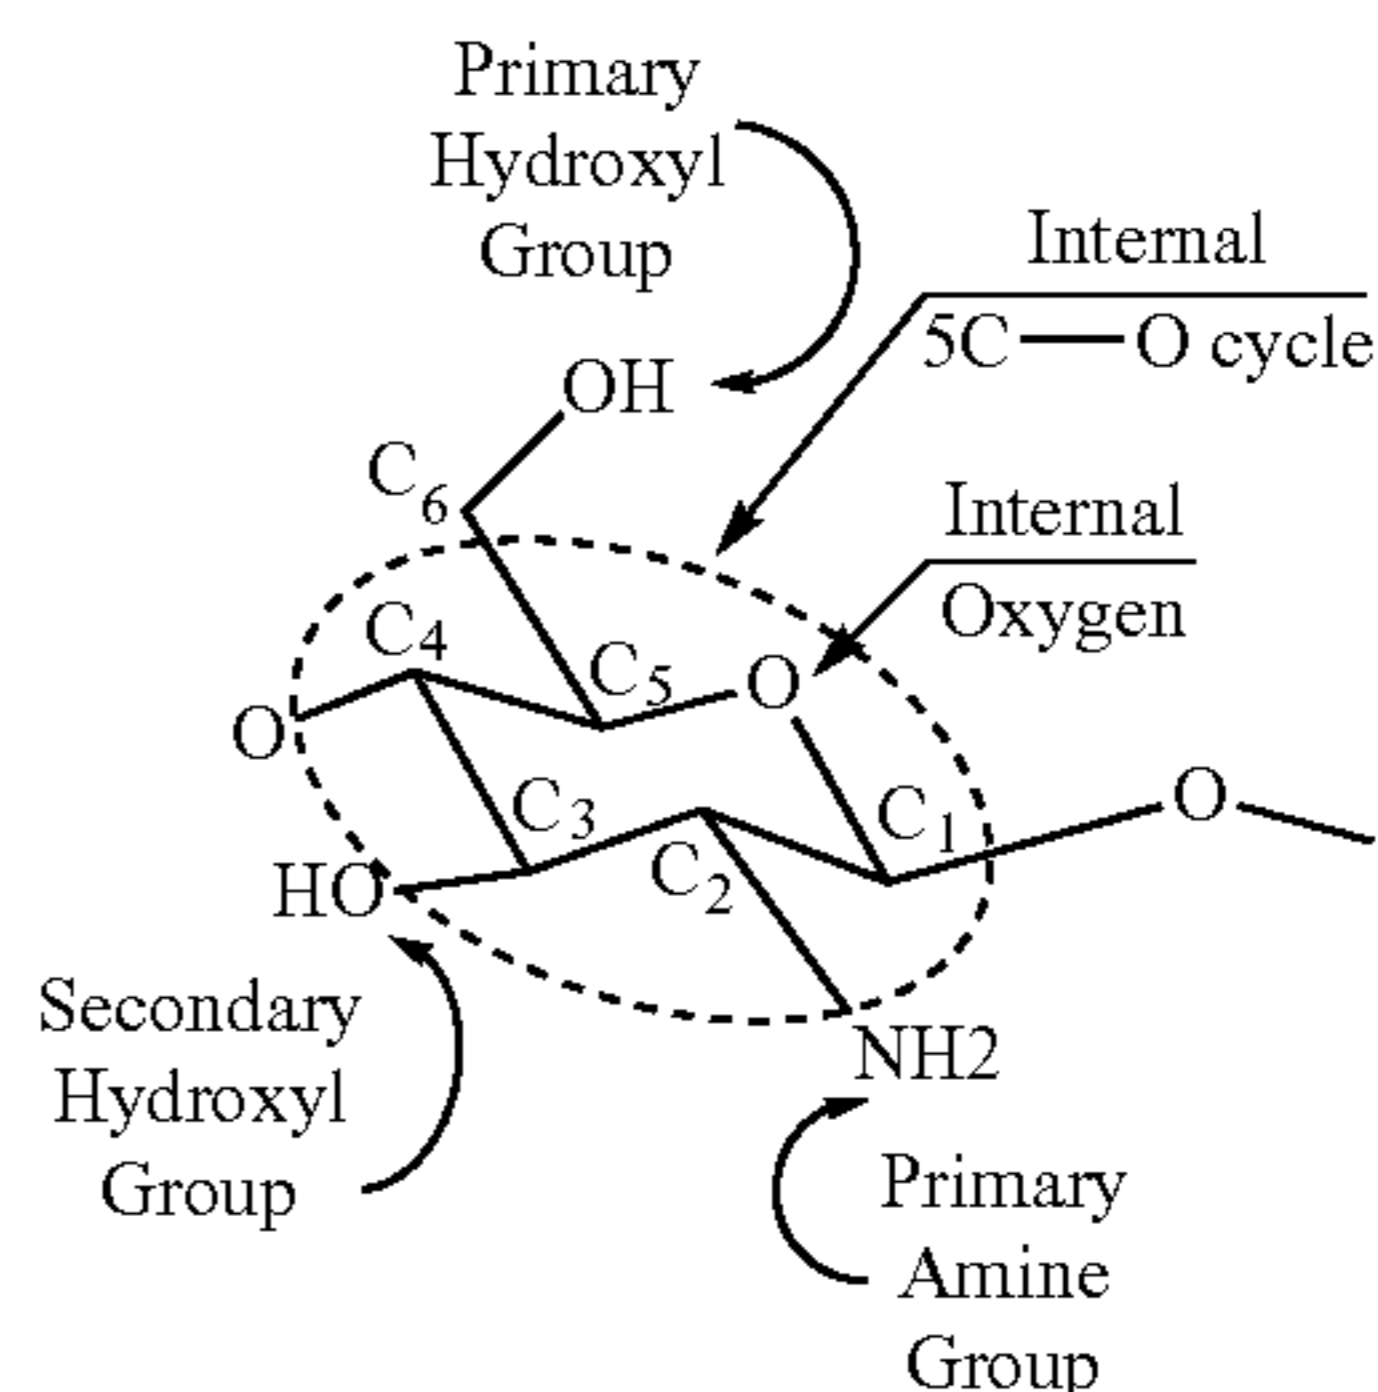 Primary
Hydroxyl
Group
Internal
5C—O cycle
OH
C6
Internal
Oxygen
C4
C5
O
O
C3
C1
O
C2
HO
Secondary
Hydroxyl
Group
NH2
Primary
Amine
Group